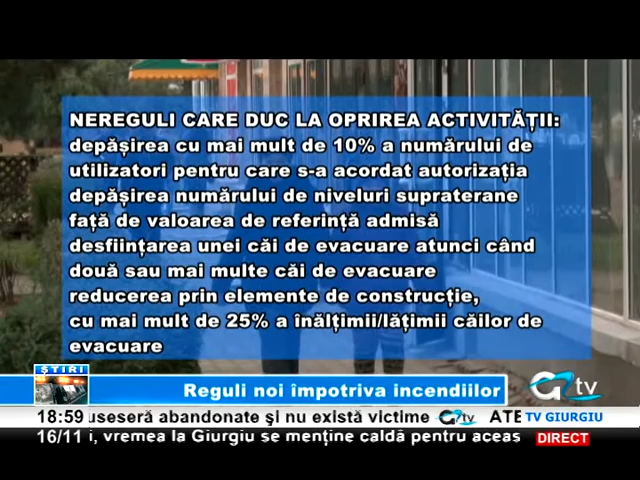 NEREGULI CARE DUC LA OPRIREA ACTIVITĂȚII:
depășirea cu mai mult de 10% a numărului de
utilizatori pentru care s-a acordat autorizația
depășirea numărului de niveluri supraterane
față de valoarea de referință admisă
desființarea unei căi de evacuare atunci când
două sau mai multe căi de evacuare
reducerea prin elemente de construcție,
cu mai mult de 25% a înălțimii/lățimii căilor de
evacuare
ȘTIRI
Reguli noi împotriva incendiilor
G tv
18:59 useseră abandonate și nu există victime G tv ATE TV GIURGIU
16/11 i, vremea la Giurgiu se menține caldă pentru aceas DIRECT